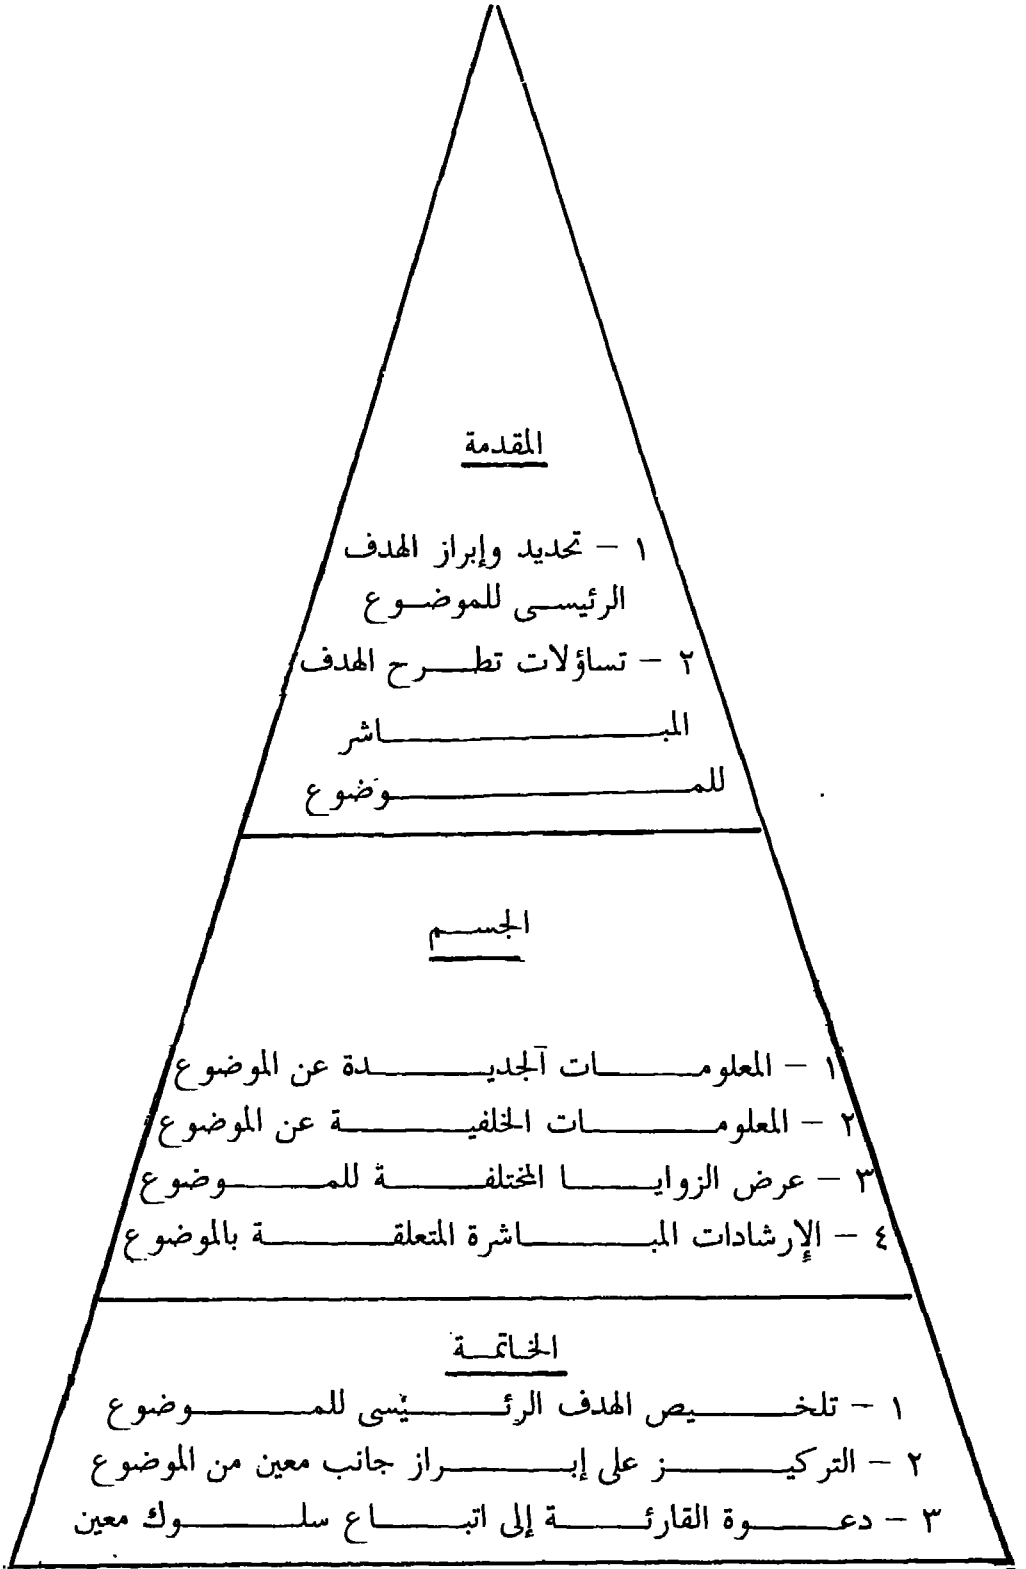 المقدمة
١ – تحديد وإبراز الهدف
الرئيسى للموضوع
٢ – تساؤلات تطرح الهدف
المباشر
للموضوع
الجسم
١ – المعلومات الجديدة عن الموضوع
٢ – المعلومات الخلفية عن الموضوع
٣ – عرض الزوايا المختلفة للموضوع
٤ – الإرشادات المباشرة المتعلقة بالموضوع
الخاتمة
١ – تلخيص الهدف الرئيسى للموضوع
٢ – التركيز على إبراز جانب معين من الموضوع
٣ – دعوة القارئة إلى اتباع سلوك معين